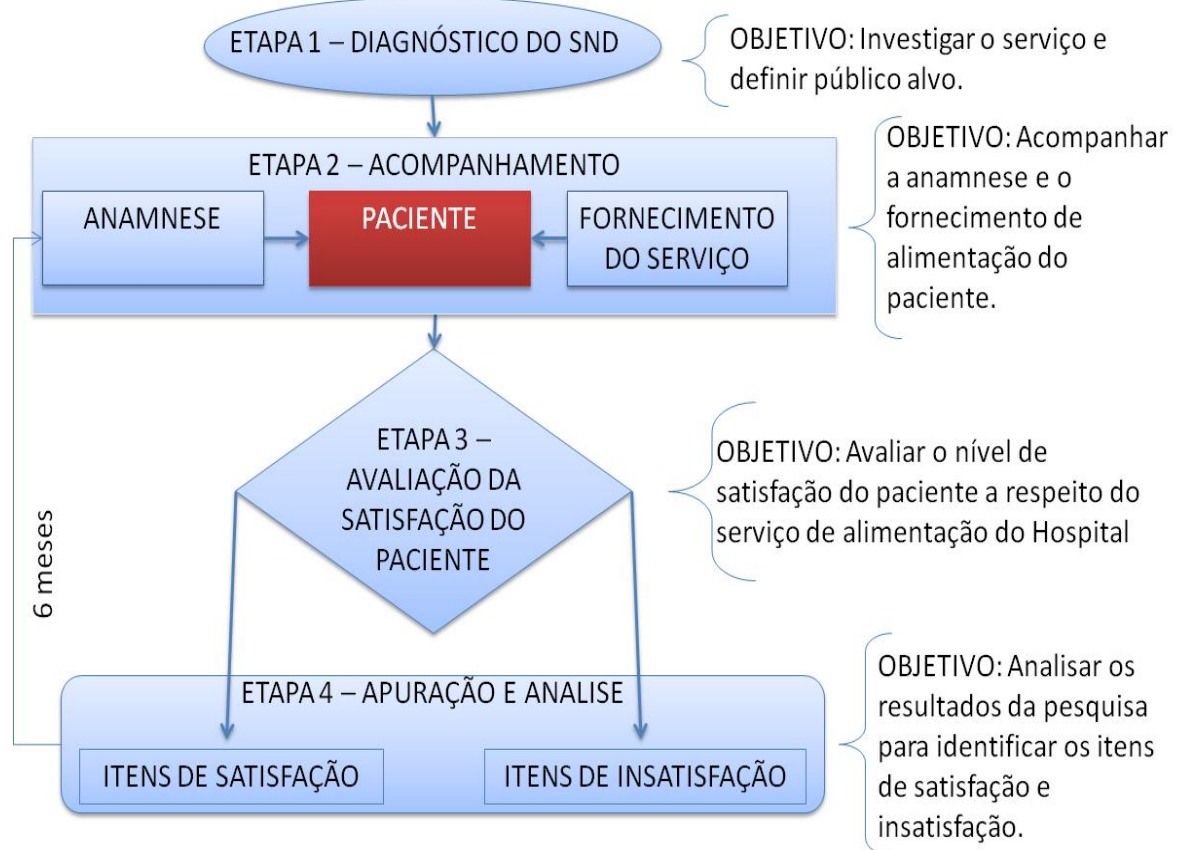 ETAPA 1 – DIAGNÓSTICO DO SND
OBJETIVO: Investigar o serviço e
definir público alvo.
ETAPA 2 – ACOMPANHAMENTO
ANAMNESE
PACIENTE
FORNECIMENTO
DO SERVIÇO
OBJETIVO: Acompanhar
a anamnese e o
fornecimento de
alimentação do
paciente.
ETAPA 3 –
AVALIAÇÃO DA
SATISFAÇÃO DO
PACIENTE
OBJETIVO: Avaliar o nível de
satisfação do paciente a respeito do
serviço de alimentação do Hospital
6 meses
ETAPA 4 – APURAÇÃO E ANALISE
ITENS DE SATISFAÇÃO
ITENS DE INSATISFAÇÃO
OBJETIVO: Analisar os
resultados da pesquisa
para identificar os itens
de satisfação e
insatisfação.